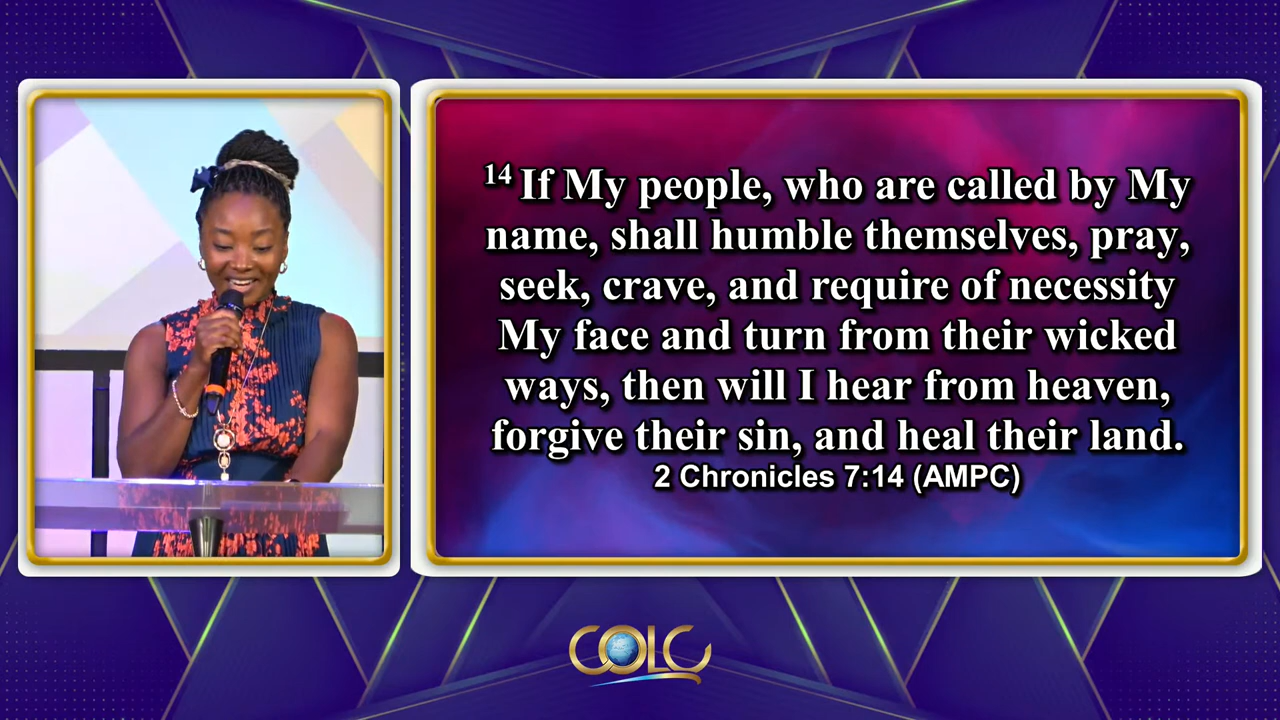 14 If My people, who are called by My
name, shall humble themselves, pray,
seek, crave, and require of necessity
My face and turn from their wicked
ways, then will I hear from heaven,
forgive their sin, and heal their land.
2 Chronicles 7:14 (AMPC)
COLC